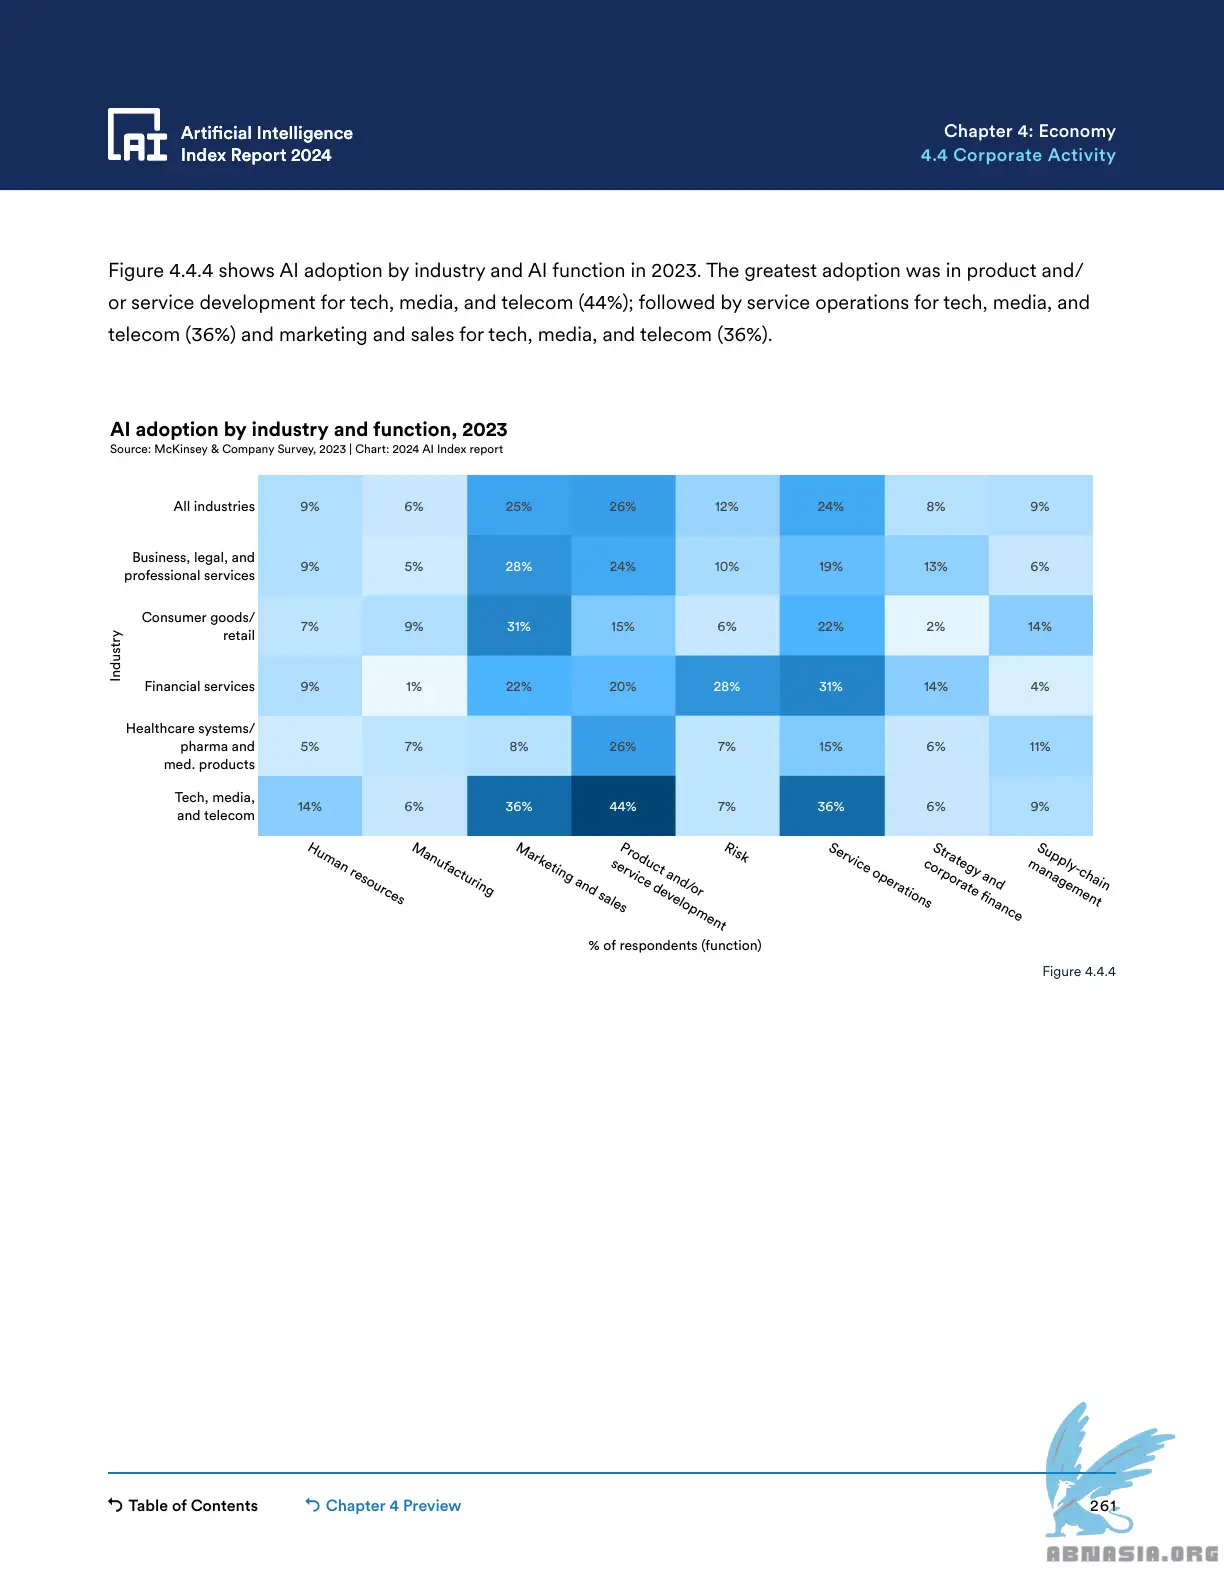 AI
Artificial Intelligence
Index Report 2024
Chapter 4: Economy
4.4 Corporate Activity
Figure 4.4.4 shows AI adoption by industry and AI function in 2023. The greatest adoption was in product and/
or service development for tech, media, and telecom (44%); followed by service operations for tech, media, and
telecom (36%) and marketing and sales for tech, media, and telecom (36%).
AI adoption by industry and function, 2023
Source: McKinsey & Company Survey, 2023 | Chart: 2024 AI Index report
Industry
All industries 9% 6% 25% 26% 12% 24% 8% 9%
Business, legal, and
professional services 9% 5% 28% 24% 10% 19% 13% 6%
Consumer goods/
retail 7% 9% 31% 15% 6% 22% 2% 14%
Financial services 9% 1% 22% 20% 28% 31% 14% 4%
Healthcare systems/
pharma and 5% 7% 8% 26% 7% 15% 6% 11%
med. products
Tech, media,
and telecom 14% 6% 36% 44% 7% 36% 6% 9%
Human resources
Manufacturing
Marketing and sales
Product and/or
service development
Risk
Service operations
Strategy and
corporate finance
Supply-chain
management
% of respondents (function)
Figure 4.4.4
Table of Contents
Chapter 4 Preview
261
ABNASIA.ORG